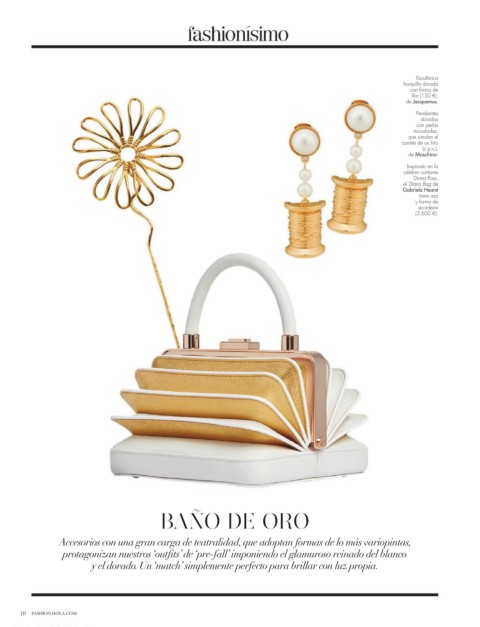 fashionísimo
Escultórica
horquilla dorada
con forma de
flor (150 €),
de Jacquemus.
Pendientes
dorados
con perlas
incrustadas,
que simulan el
carrete de un hilo
(c.p.v.),
de Moschino.
Inspirado en la
célebre cantante
Diana Ross,
el Diana Bag de
Gabriela Hearst
tiene asa
y forma de
acordeón
(3.600 €).
BAÑO DE ORO
Accesorios con una gran carga de teatralidad, que adoptan formas de lo más variopintas,
protagonizan nuestros ‘outfits’ de ‘pre-fall’ imponiendo el glamuroso reinado del blanco
y el dorado. Un ‘match’ simplemente perfecto para brillar con luz propia.
10 FASHION.HOLA.COM